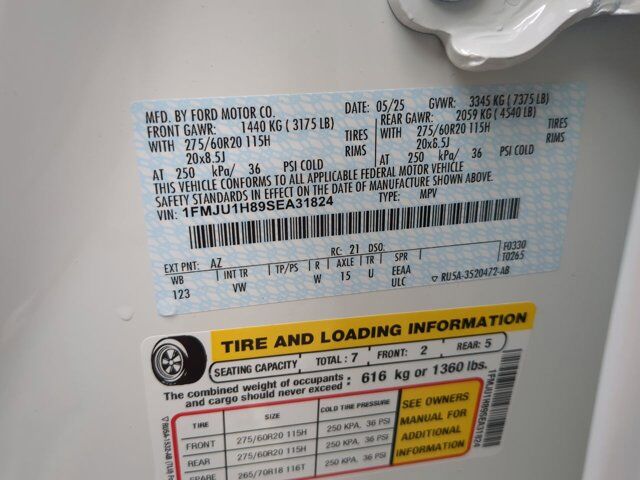 MFD. BY FORD MOTOR CO. DATE: 05/25 GVWR: 3345 KG ( 7375 LB)
FRONT GAWR: 1440 KG ( 3175 LB) REAR GAWR: 2059 KG ( 4540 LB)
WITH 275/60R20 115H TIRES WITH 275/60R20 115H TIRES
20x8.5J RIMS 20x8.5J RIMS
AT 250 kPa/ 36 PSI COLD AT 250 kPa/ 36 PSI COLD
THIS VEHICLE CONFORMS TO ALL APPLICABLE FEDERAL MOTOR VEHICLE
SAFETY STANDARDS IN EFFECT ON THE DATE OF MANUFACTURE SHOWN ABOVE.
VIN: 1FMJU1H89SEA31824 TYPE: MPV
EXT PNT: AZ RC: 21 DSO: F0330
WB INT TR TP/PS R AXLE TR SPR T0265
123 VW W 15 U EEAA
ULC ▽ RU5A-3520472-AB
TIRE AND LOADING INFORMATION
SEATING CAPACITY TOTAL : 7 FRONT: 2 REAR: 5
The combined weight of occupants and cargo should never exceed : 616 kg or 1360 lbs.
TIRE SIZE COLD TIRE PRESSURE
FRONT 275/60R20 115H 250 KPA, 36 PSI
REAR 275/60R20 115H 250 KPA, 36 PSI
SPARE 265/70R18 116T
SEE OWNERS
MANUAL FOR
ADDITIONAL
INFORMATION
1FMJU1H89SEA31824